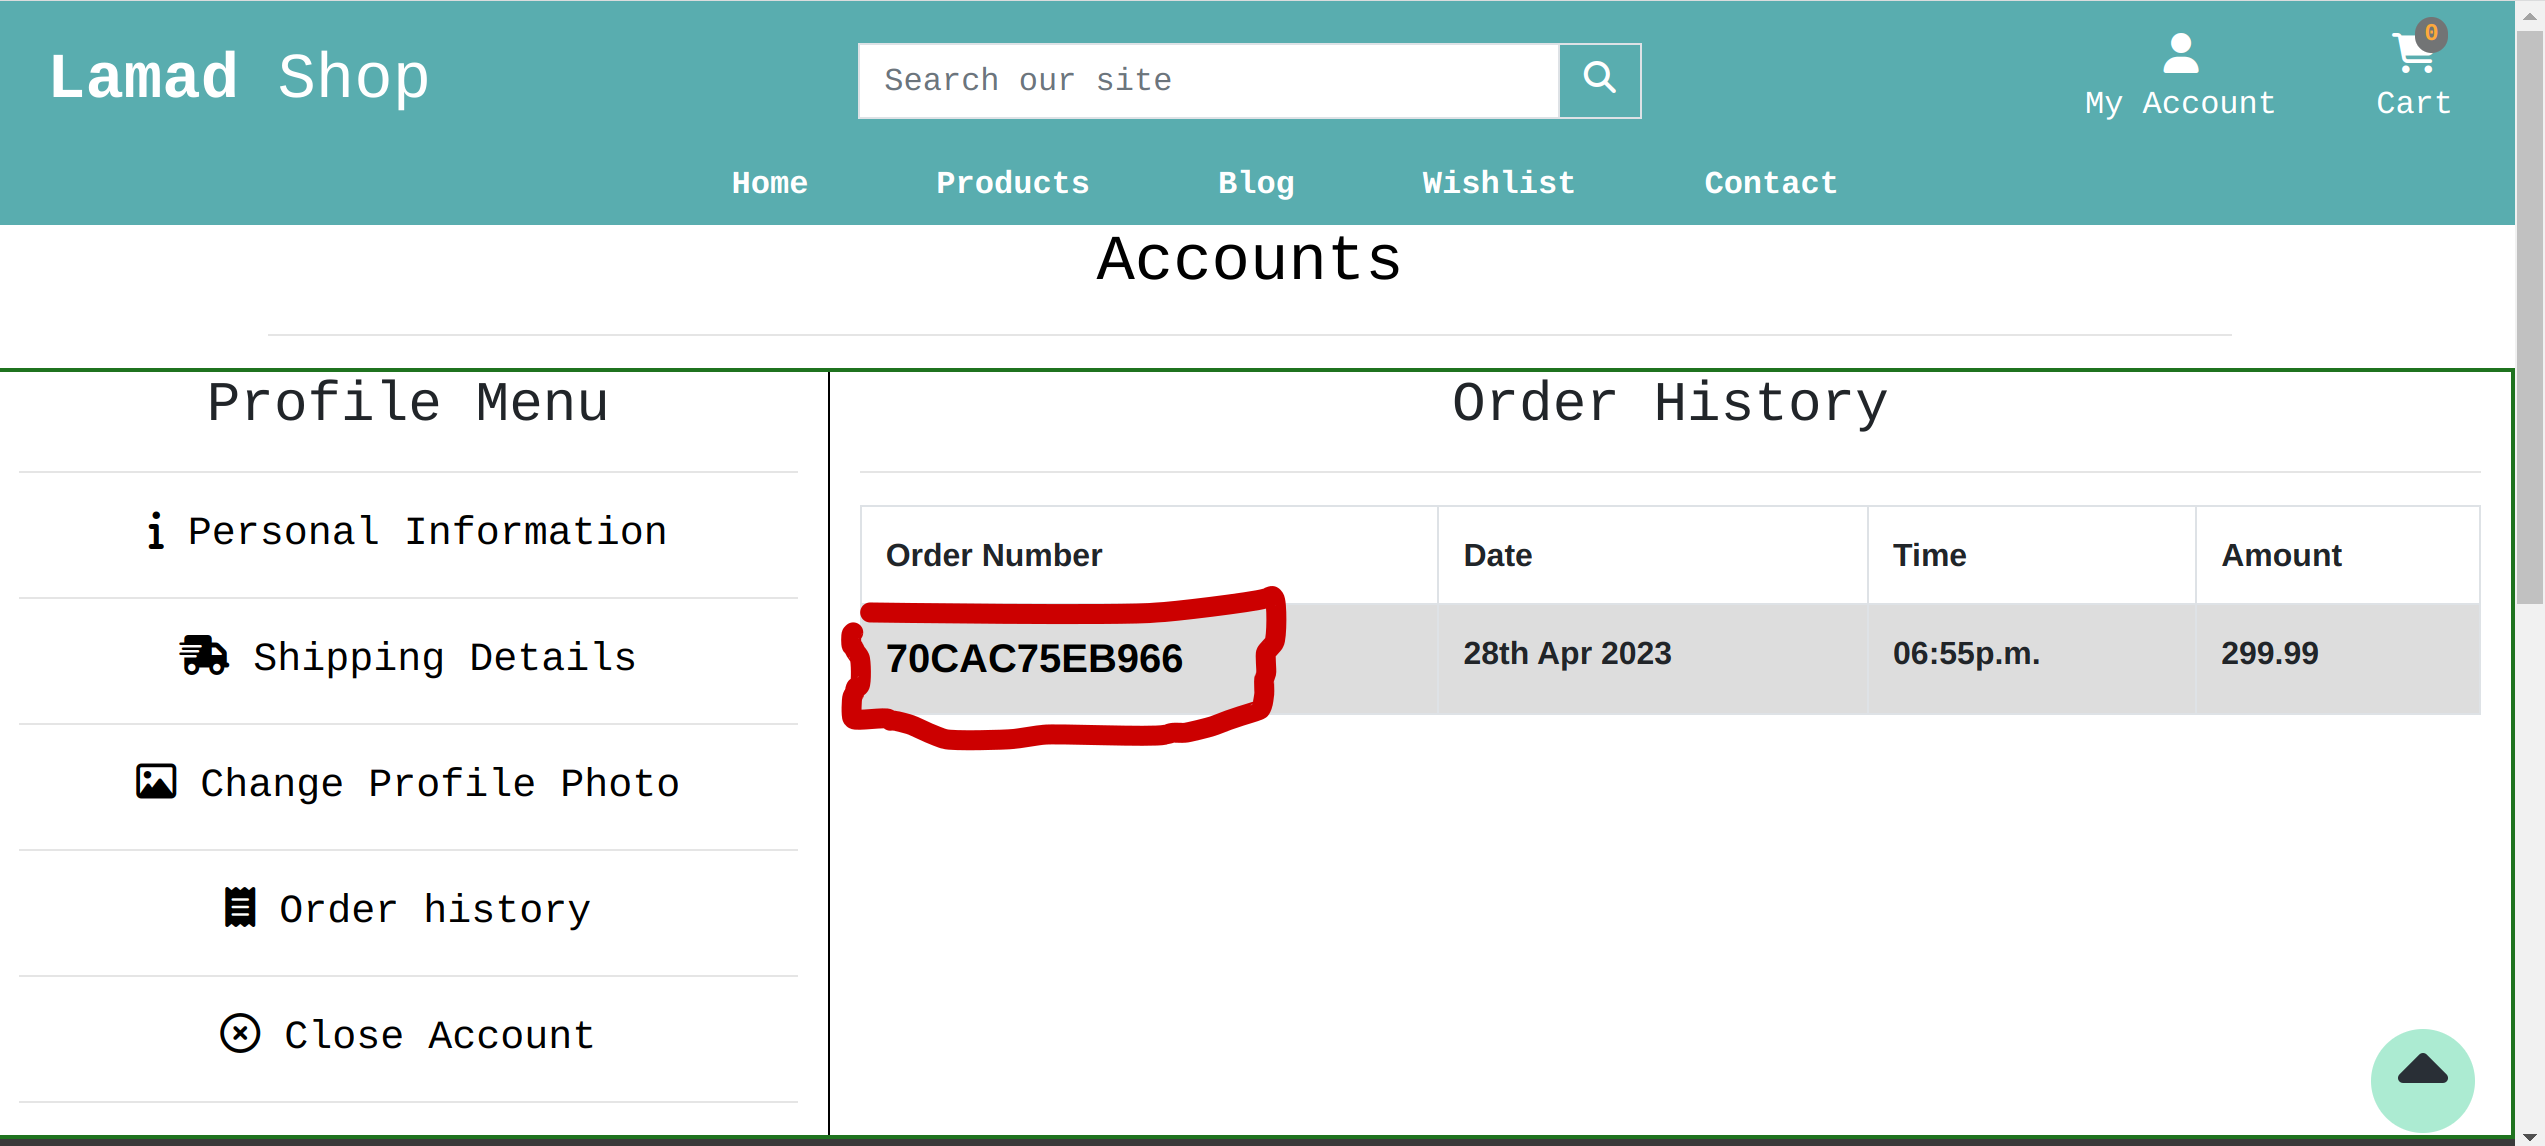 Lamad Shop
Search our site
My Account
0
Cart
Home Products Blog Wishlist Contact
Accounts
Profile Menu
Personal Information
Shipping Details
Change Profile Photo
Order history
Close Account
Order History
Order Number Date Time Amount
70CAC75EB966 28th Apr 2023 06:55p.m. 299.99